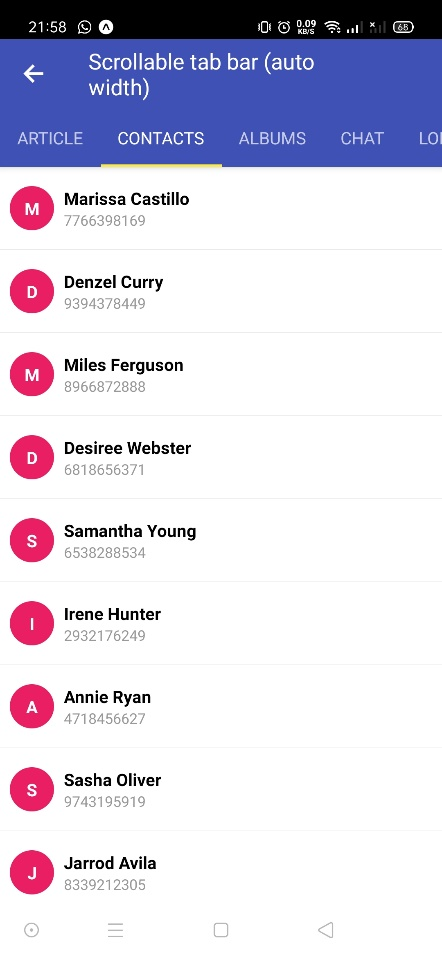 21:58 0.09 KB/S 68
Scrollable tab bar (auto
width)
ARTICLE CONTACTS ALBUMS CHAT LO
M Marissa Castillo
7766398169
D Denzel Curry
9394378449
M Miles Ferguson
8966872888
D Desiree Webster
6818656371
S Samantha Young
6538288534
I Irene Hunter
2932176249
A Annie Ryan
4718456627
S Sasha Oliver
9743195919
J Jarrod Avila
8339212305